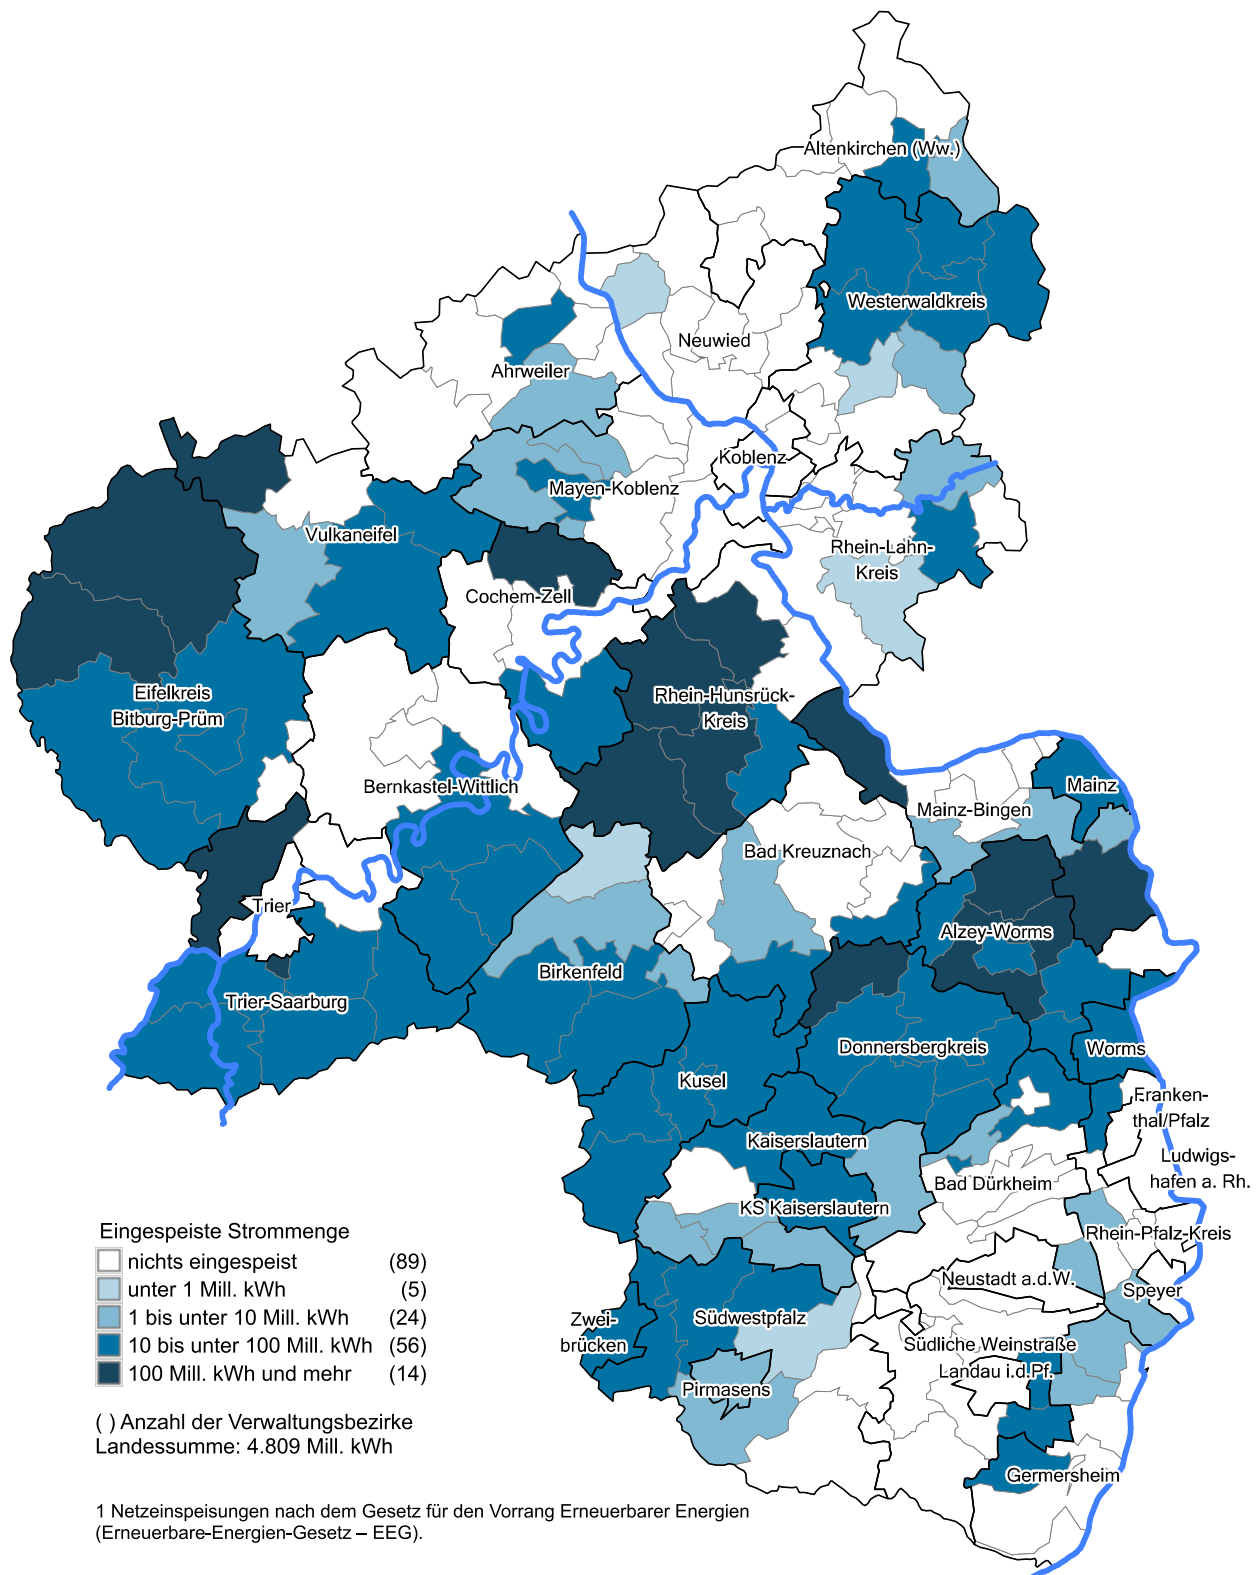 Altenkirchen (Ww.)
Westerwaldkreis
Neuwied
Ahrweiler
Koblenz
Mayen-Koblenz
Vulkaneifel
Rhein-Lahn-
Kreis
Cochem-Zell
Eifelkreis
Bitburg-Prüm
Rhein-Hunsrück-
Kreis
Bernkastel-Wittlich
Mainz
Mainz-Bingen
Bad Kreuznach
Trier
Alzey-Worms
Birkenfeld
Trier-Saarburg
Donnersbergkreis
Worms
Kusel
Franken-
thal/Pfalz
Kaiserslautern
Ludwigs-
hafen a. Rh.
Bad Dürkheim
KS Kaiserslautern
Rhein-Pfalz-Kreis
Neustadt a.d.W.
Speyer
Zwei-
brücken
Südwestpfalz
Südliche Weinstraße
Landau i.d.Pf.
Pirmasens
Germersheim
Eingespeiste Strommenge
nichts eingespeist (89)
unter 1 Mill. kWh (5)
1 bis unter 10 Mill. kWh (24)
10 bis unter 100 Mill. kWh (56)
100 Mill. kWh und mehr (14)
( ) Anzahl der Verwaltungsbezirke
Landessumme: 4.809 Mill. kWh
1 Netzeinspeisungen nach dem Gesetz für den Vorrang Erneuerbarer Energien
(Erneuerbare-Energien-Gesetz – EEG).